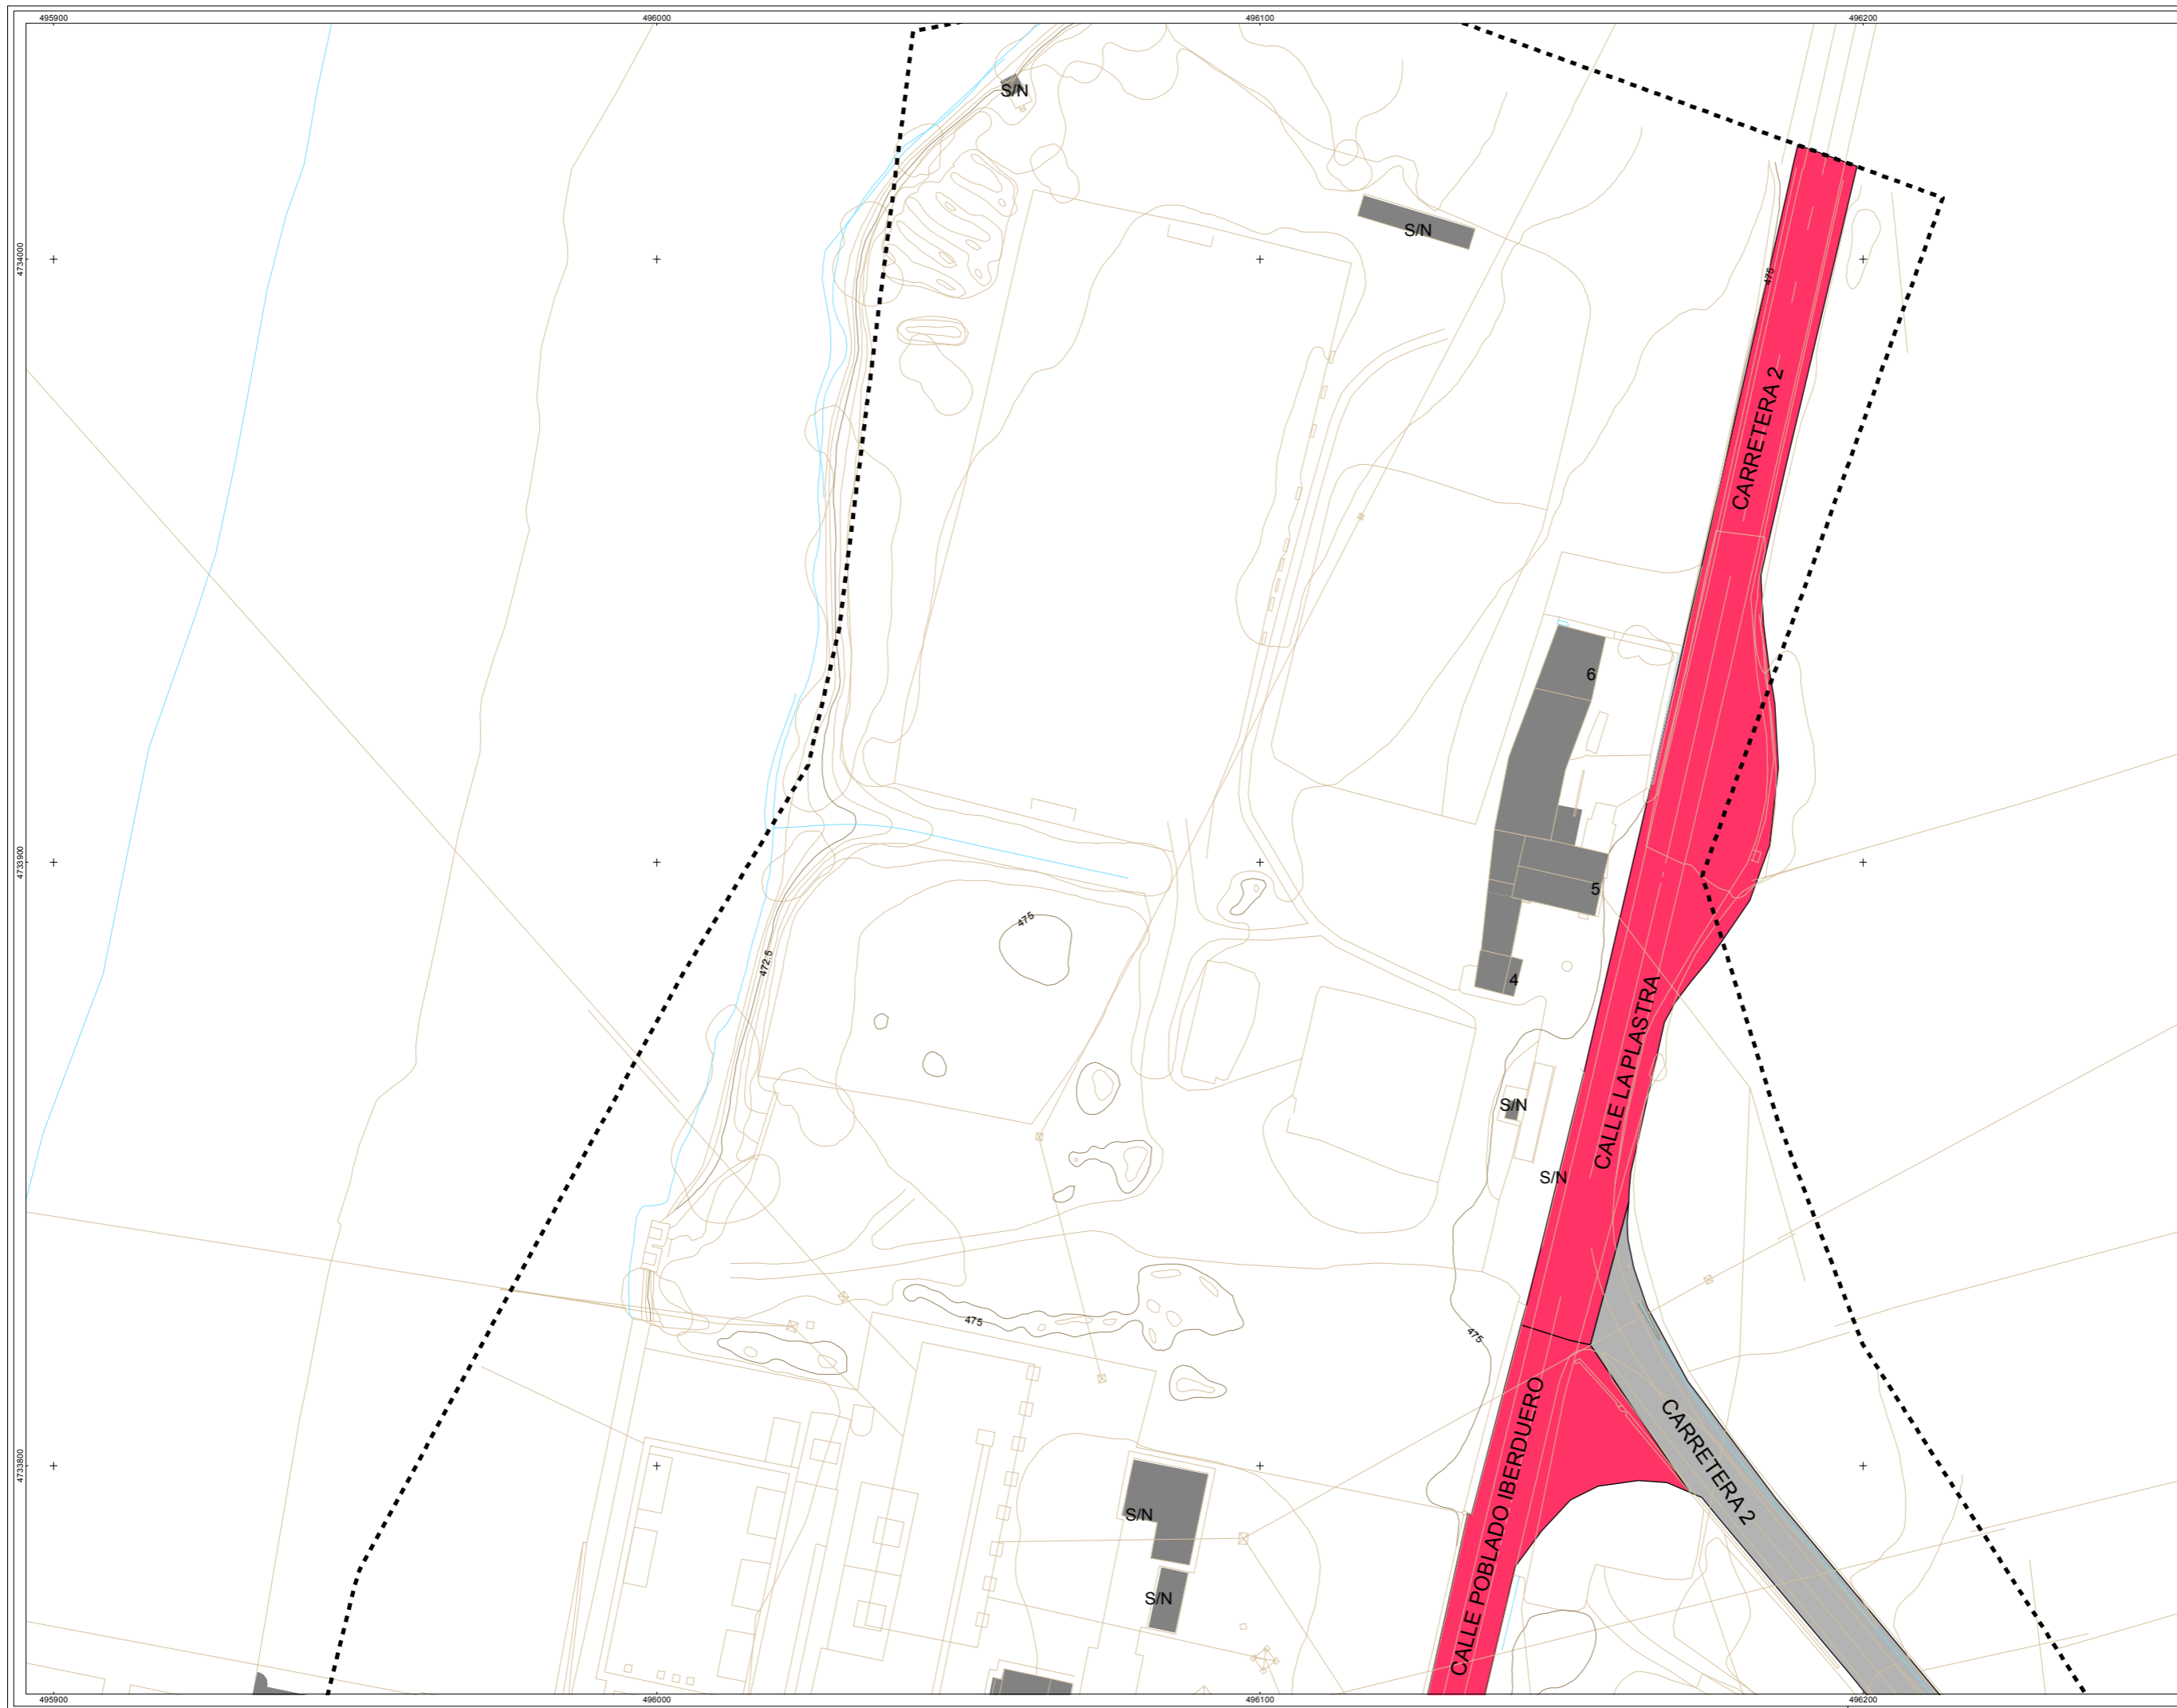 495900
496000
496100
496200
S/N
S/N
4734000
475
CARRETERA 2
6
4733900
5
475
472.5
4
CALLE LA PLASTRA
S/N
S/N
475
475
CALLE POBLADO IBERDUERO
CARRETERA 2
4733800
S/N
S/N
495900
496000
496100
496200